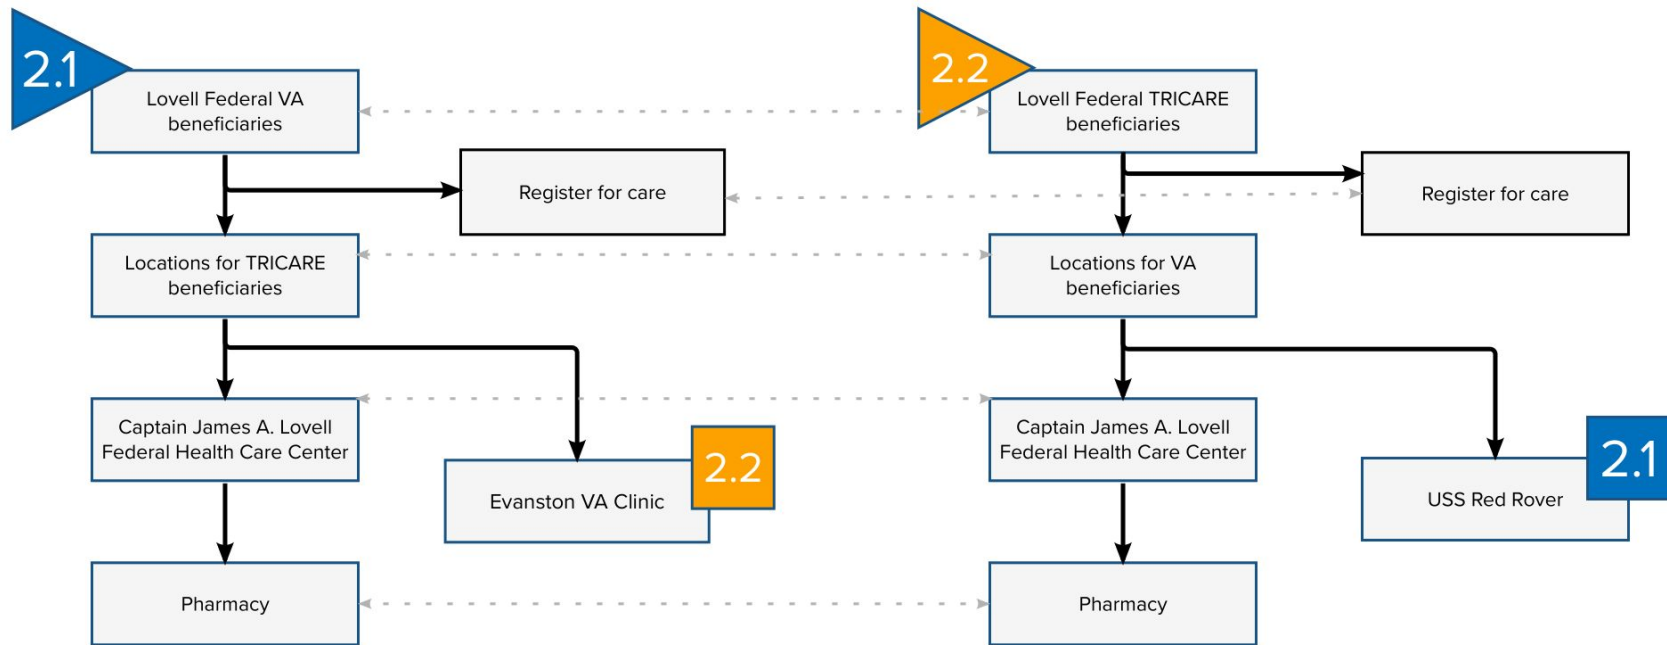 2.1
Lovell Federal VA
beneficiaries
2.2
Lovell Federal TRICARE
beneficiaries
Register for care
Register for care
Locations for TRICARE
beneficiaries
Locations for VA
beneficiaries
Captain James A. Lovell
Federal Health Care Center
2.2
Evanston VA Clinic
Captain James A. Lovell
Federal Health Care Center
2.1
USS Red Rover
Pharmacy
Pharmacy